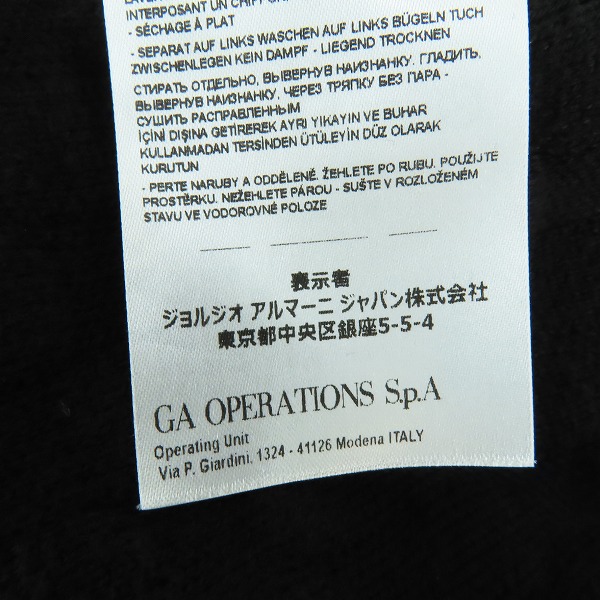 INTERPOSANT UN CHIFFON
- SÉCHAGE À PLAT
- SEPARAT AUF LINKS WASCHEN AUF LINKS BÜGELN TUCH
ZWISCHENLEGEN KEIN DAMPF - LIEGEND TROCKNEN
СТИРАТЬ ОТДЕЛЬНО, ВЫВЕРНУВ НАИЗНАНКУ. ГЛАДИТЬ,
ВЫВЕРНУВ НАИЗНАНКУ, ЧЕРЕЗ ТРЯПКУ БЕЗ ПАРА -
СУШИТЬ РАСПРАВЛЕННЫМ
İÇİNİ DIŞINA GETİREREK AYRI YIKAYIN VE BUHAR
KULLANMADAN TERSİNDEN ÜTÜLEYİN DÜZ OLARAK
KURUTUN
- PERTE NARUBY A ODDĚLENĚ. ŽEHLETE PO RUBU. POUŽIJTE
PROSTĚRKU. NEŽEHLETE PÁROU - SUŠTE V ROZLOŽENÉM
STAVU VE VODOROVNÉ POLOZE
表示者
ジョルジオ アルマーニ ジャパン株式会社
東京都中央区銀座5-5-4
GA OPERATIONS S.p.A
Operating Unit
Via P. Giardini, 1324 - 41126 Modena ITALY